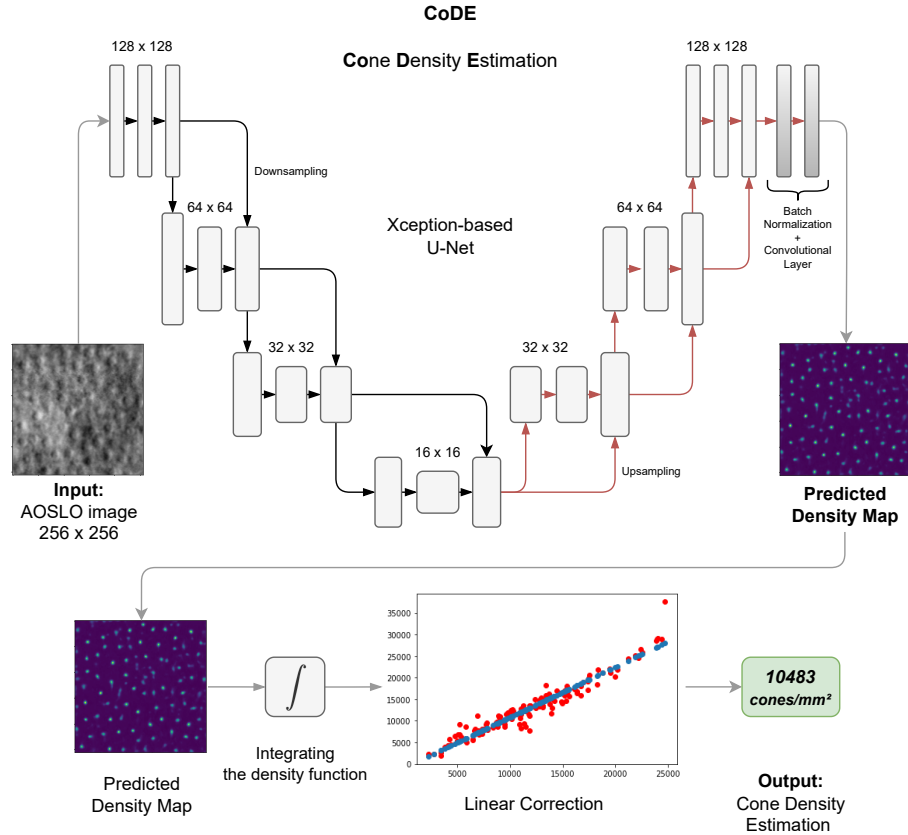 CoDE
Cone Density Estimation
128 x 128
128 x 128
Downsampling
64 x 64
64 x 64
Xception-based
U-Net
Batch
Normalization
+
Convolutional
Layer
32 x 32
32 x 32
16 x 16
Upsampling
Input:
AOSLO image
256 x 256
Predicted
Density Map
35000
30000
25000
20000
15000
10000
5000
0
5000
10000
15000
20000
25000
∫
10483
cones/mm²
Integrating
the density function
Predicted
Density Map
Linear Correction
Output:
Cone Density
Estimation